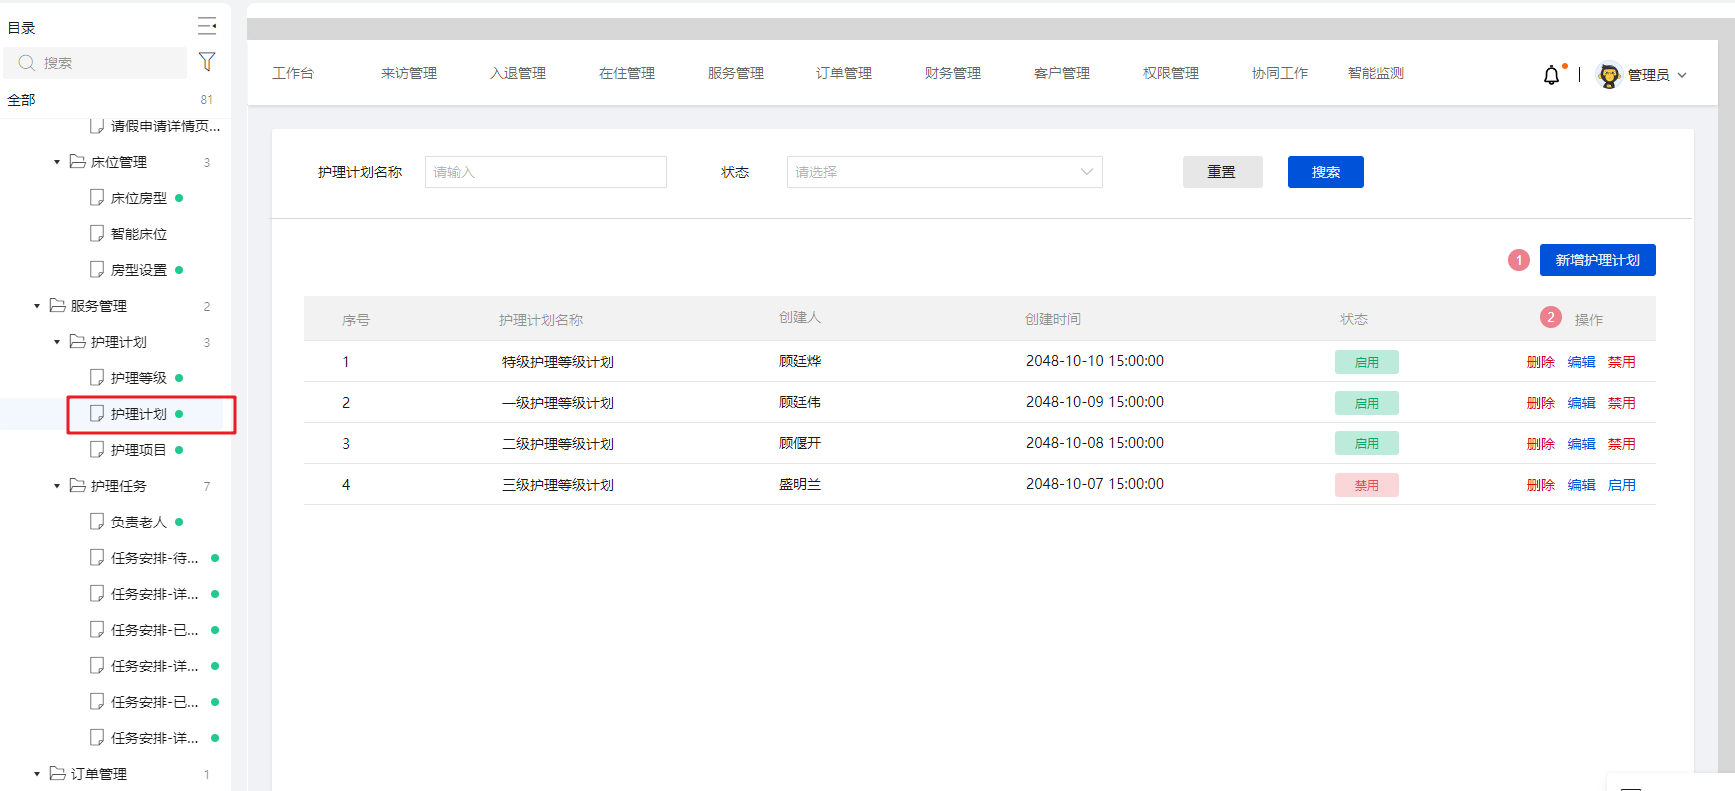 目录
搜索
全部 81
请假申请详情页...
床位管理 3
床位房型
智能床位
房型设置
服务管理 2
护理计划 3
护理等级
护理计划
护理项目
护理任务 7
负责老人
任务安排-待...
任务安排-详...
任务安排-已...
任务安排-详...
任务安排-已...
任务安排-详...
订单管理 1
工作台 来访管理 入退管理 在住管理 服务管理 订单管理 财务管理 客户管理 权限管理 协同工作 智能监测 管理员
护理计划名称 请输入 状态 请选择 重置 搜索
1 新增护理计划
序号 护理计划名称 创建人 创建时间 状态 2 操作
1 特级护理等级计划 顾廷烨 2048-10-10 15:00:00 启用 删除 编辑 禁用
2 一级护理等级计划 顾廷伟 2048-10-09 15:00:00 启用 删除 编辑 禁用
3 二级护理等级计划 顾偃开 2048-10-08 15:00:00 启用 删除 编辑 禁用
4 三级护理等级计划 盛明兰 2048-10-07 15:00:00 禁用 删除 编辑 启用